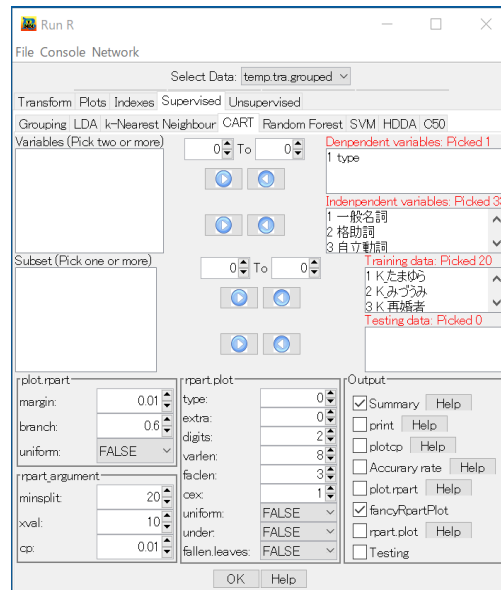 Run R
File Console Network
Select Data: temp.tra.grouped
Transform Plots Indexes Supervised Unsupervised
Grouping LDA k-Nearest Neighbour CART Random Forest SVM HDDA C50
Variables (Pick two or more)
0 To 0
Denpendent variables: Picked 1
1 type
Indenpendent variables: Picked 33
1 一般名詞
2 格助詞
3 自立動詞
Subset (Pick one or more)
0 To 0
Training data: Picked 20
1 K_たまゆら
2 K_みづうみ
3 K_再婚者
Testing data: Picked 0
plot.rpart
margin: 0.01
branch: 0.6
uniform: FALSE
rpart_argument
minsplit: 20
xval: 10
cp: 0.01
rpart.plot
type: 0
extra: 0
digits: 2
varlen: 8
faclen: 3
cex: 1
uniform: FALSE
under: FALSE
fallen.leaves: FALSE
Output
Summary Help
print Help
plotcp Help
Accurary rate Help
plot.rpart Help
fancyRpartPlot
rpart.plot Help
Testing
OK Help